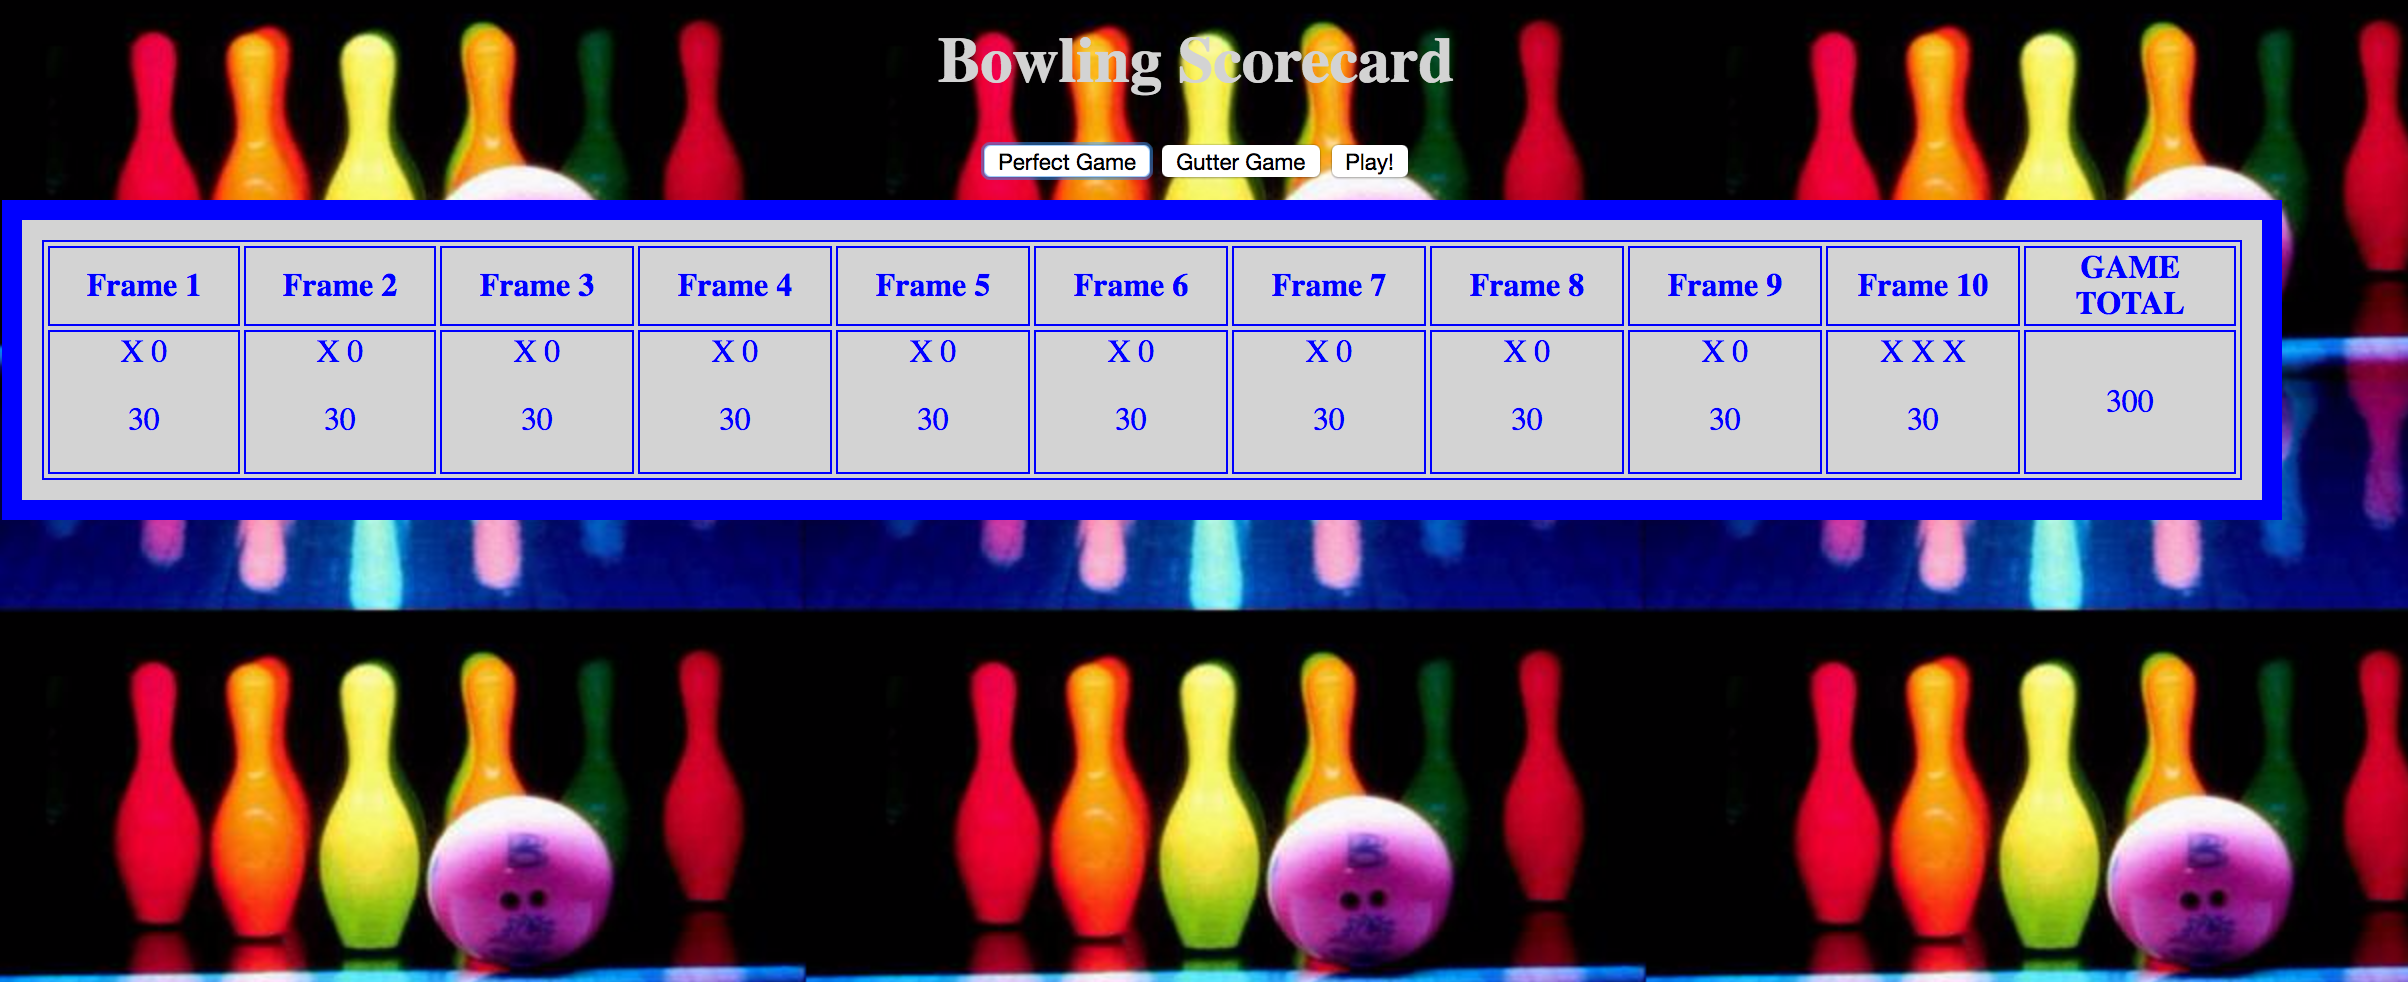 Bowling Scorecard
Perfect Game Gutter Game Play!
Frame 1 Frame 2 Frame 3 Frame 4 Frame 5 Frame 6 Frame 7 Frame 8 Frame 9 Frame 10 GAME TOTAL
X 0 X 0 X 0 X 0 X 0 X 0 X 0 X 0 X 0 X X X
30 30 30 30 30 30 30 30 30 30 300